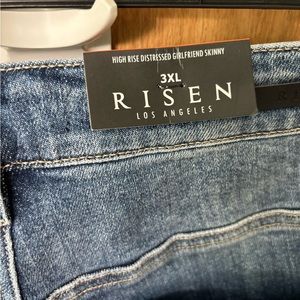 HIGH RISE DISTRESSED GIRLFRIEND SKINNY
3XL
RISEN
LOS ANGELES